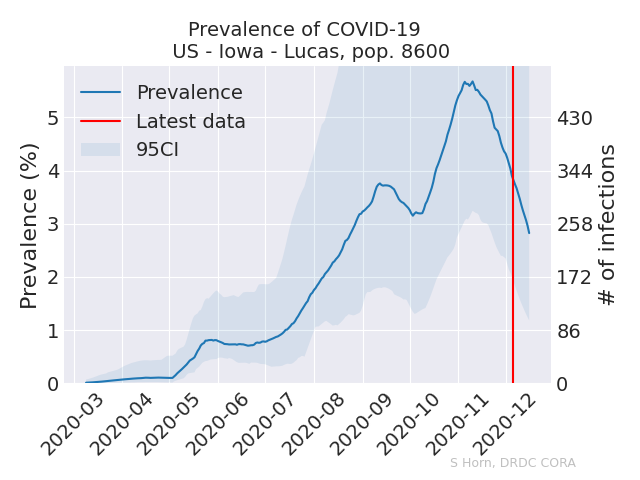 Prevalence of COVID-19
US - Iowa - Lucas, pop. 8600
Prevalence
Latest data
95CI
Prevalence (%)
5
4
3
2
1
0
430
344
258
172
86
0
# of infections
2020-03
2020-04
2020-05
2020-06
2020-07
2020-08
2020-09
2020-10
2020-11
2020-12
S Horn, DRDC CORA